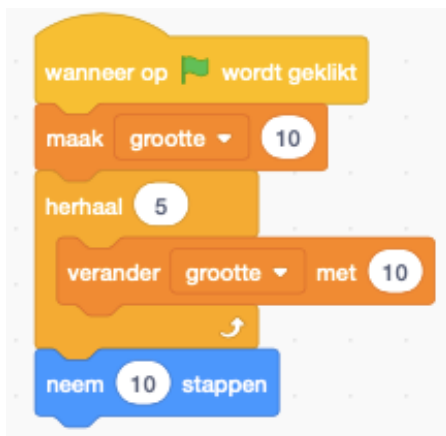 wanneer op wordt geklikt
maak grootte 10
herhaal 5
verander grootte met 10
neem 10 stappen